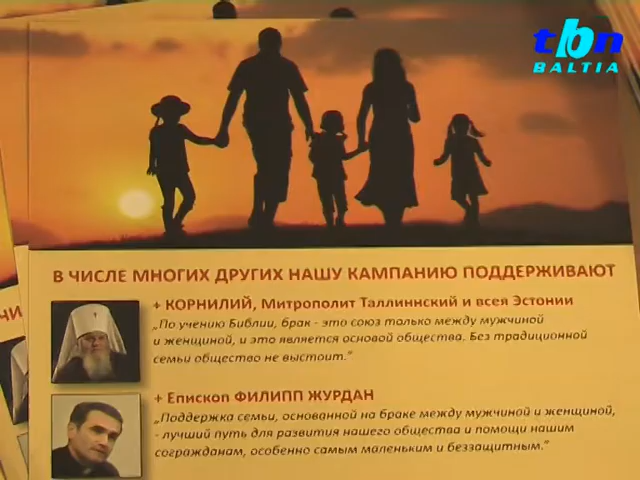 tbn
BALTIA
В ЧИСЛЕ МНОГИХ ДРУГИХ НАШУ КАМПАНИЮ ПОДДЕРЖИВАЮТ
+ КОРНИЛИЙ, Митрополит Таллиннский и всея Эстонии
„По учению Библии, брак - это союз только между мужчиной
и женщиной, и это является основой общества. Без традиционной
семьи общество не выстоит.”
+ Епископ ФИЛИПП ЖУРДАН
„Поддержка семьи, основанной на браке между мужчиной и женщиной,
- лучший путь для развития нашего общества и помощи нашим
согражданам, особенно самым маленьким и беззащитным.”